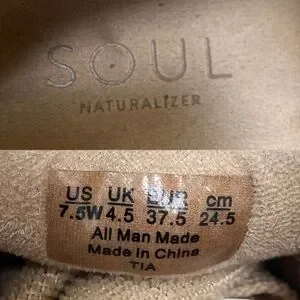 SOUL
NATURALIZER
US UK EUR cm
7.5W 4.5 37.5 24.5
All Man Made
Made in China
TIA